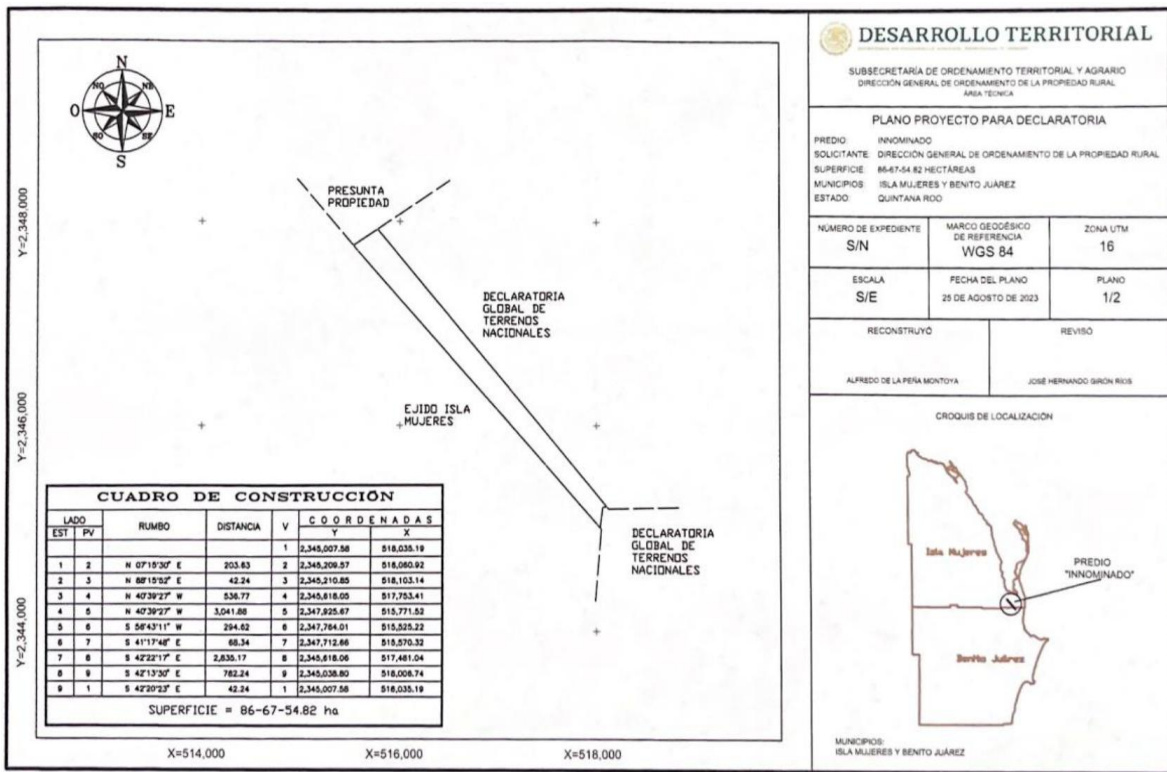 N
NO
NE
O
E
SO
SE
S
PRESUNTA
PROPIEDAD
DECLARATORIA
GLOBAL DE
TERRENOS
NACIONALES
EJIDO ISLA
MUJERES
DECLARATORIA
GLOBAL DE
TERRENOS
NACIONALES
Y=2,348,000
Y=2,346,000
Y=2,344,000
X=514,000
X=516,000
X=518,000
CUADRO DE CONSTRUCCIÓN
LADO RUMBO DISTANCIA V COORDENADAS
EST PV Y X
1 2,345,007.58 518,035.19
1 2 N 07°15'30" E 203.63 2 2,345,209.57 518,060.92
2 3 N 88°15'52" E 42.24 3 2,345,210.85 518,103.14
3 4 N 40°39'27" W 536.77 4 2,345,618.05 517,753.41
4 5 N 40°39'27" W 3,041.88 5 2,347,925.67 515,771.52
5 6 S 56°43'11" W 294.62 6 2,347,764.01 515,525.22
6 7 S 41°17'48" E 68.34 7 2,347,712.66 515,570.32
7 8 S 42°22'17" E 2,835.17 8 2,345,618.06 517,481.04
8 9 S 42°13'30" E 782.24 9 2,345,038.80 518,006.74
9 1 S 42°20'23" E 42.24 1 2,345,007.58 518,035.19
SUPERFICIE = 86-67-54.82 ha
DESARROLLO TERRITORIAL
SUBSECRETARÍA DE ORDENAMIENTO TERRITORIAL Y AGRARIO
DIRECCIÓN GENERAL DE ORDENAMIENTO DE LA PROPIEDAD RURAL
ÁREA TÉCNICA
PLANO PROYECTO PARA DECLARATORIA
PREDIO: INNOMINADO
SOLICITANTE: DIRECCIÓN GENERAL DE ORDENAMIENTO DE LA PROPIEDAD RURAL
SUPERFICIE: 86-67-54.82 HECTÁREAS
MUNICIPIOS: ISLA MUJERES Y BENITO JUÁREZ
ESTADO: QUINTANA ROO
NÚMERO DE EXPEDIENTE
S/N
MARCO GEODÉSICO
DE REFERENCIA
WGS 84
ZONA UTM
16
ESCALA
S/E
FECHA DEL PLANO
25 DE AGOSTO DE 2023
PLANO
1/2
RECONSTRUYÓ
ALFREDO DE LA PEÑA MONTOYA
REVISÓ
JOSÉ HERNANDO GIRÓN RÍOS
CROQUIS DE LOCALIZACIÓN
Isla Mujeres
PREDIO
"INNOMINADO"
Benito Juárez
MUNICIPIOS:
ISLA MUJERES Y BENITO JUÁREZ